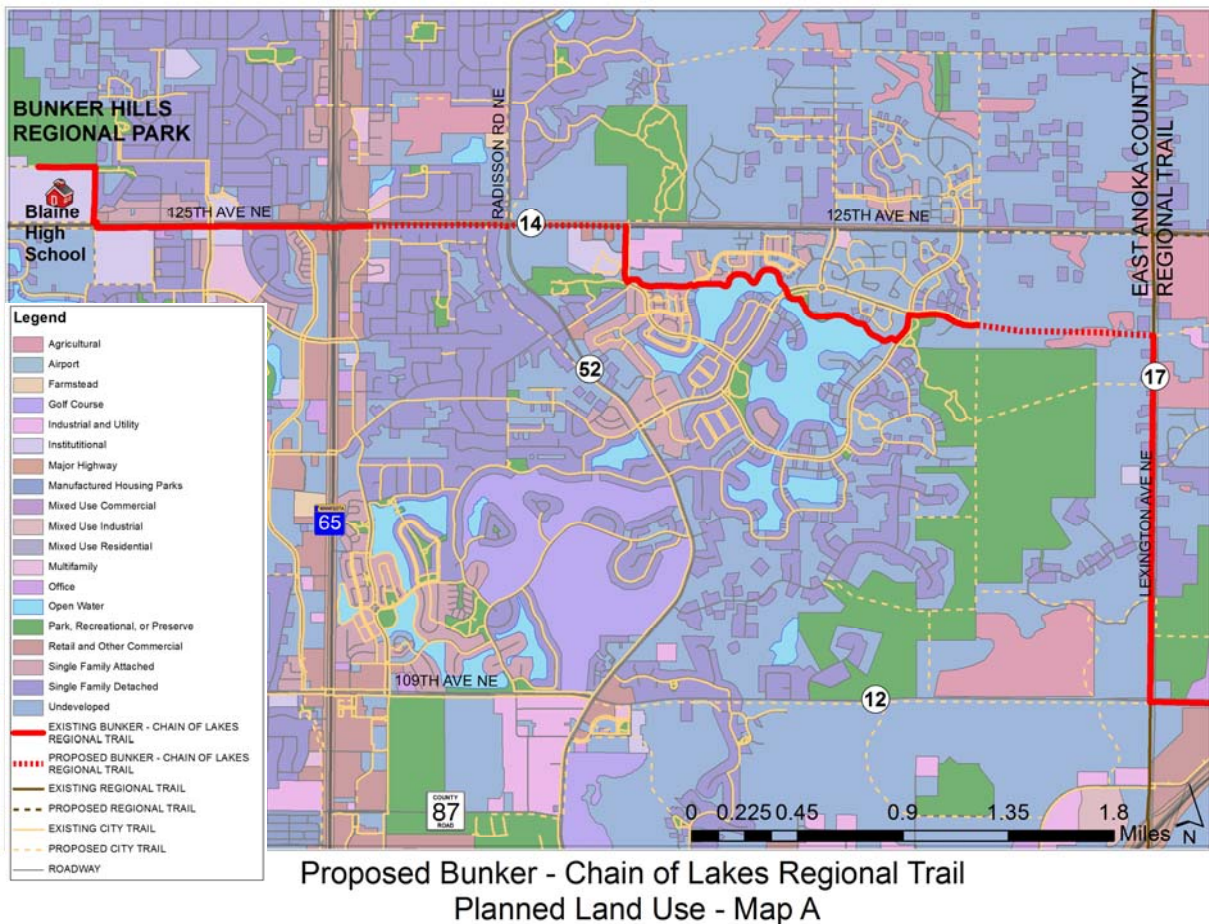 BUNKER HILLS
REGIONAL PARK
Blaine
High
School
125TH AVE NE
RADISSON RD NE
14
125TH AVE NE
EAST ANOKA COUNTY
REGIONAL TRAIL
52
17
LEXINGTON AVE NE
MINNESOTA
65
109TH AVE NE
12
COUNTY
87
ROAD
Legend
Agricultural
Airport
Farmstead
Golf Course
Industrial and Utility
Institutitional
Major Highway
Manufactured Housing Parks
Mixed Use Commercial
Mixed Use Industrial
Mixed Use Residential
Multifamily
Office
Open Water
Park, Recreational, or Preserve
Retail and Other Commercial
Single Family Attached
Single Family Detached
Undeveloped
EXISTING BUNKER - CHAIN OF LAKES
REGIONAL TRAIL
PROPOSED BUNKER - CHAIN OF LAKES
REGIONAL TRAIL
EXISTING REGIONAL TRAIL
PROPOSED REGIONAL TRAIL
EXISTING CITY TRAIL
PROPOSED CITY TRAIL
ROADWAY
0 0.225 0.45 0.9 1.35 1.8
Miles
N
Proposed Bunker - Chain of Lakes Regional Trail
Planned Land Use - Map A